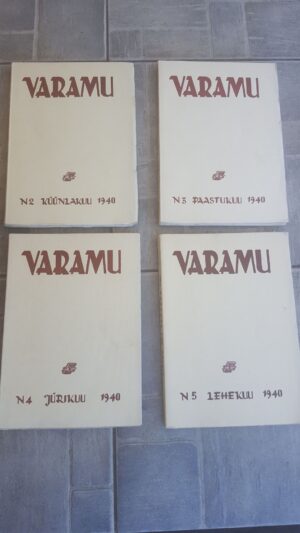 VARAMU
N2 KÜÜNLAKUU 1940
VARAMU
N3 PAASTUKUU 1940
VARAMU
N4 JÜRIKUU 1940
VARAMU
N5 LEHEKUU 1940